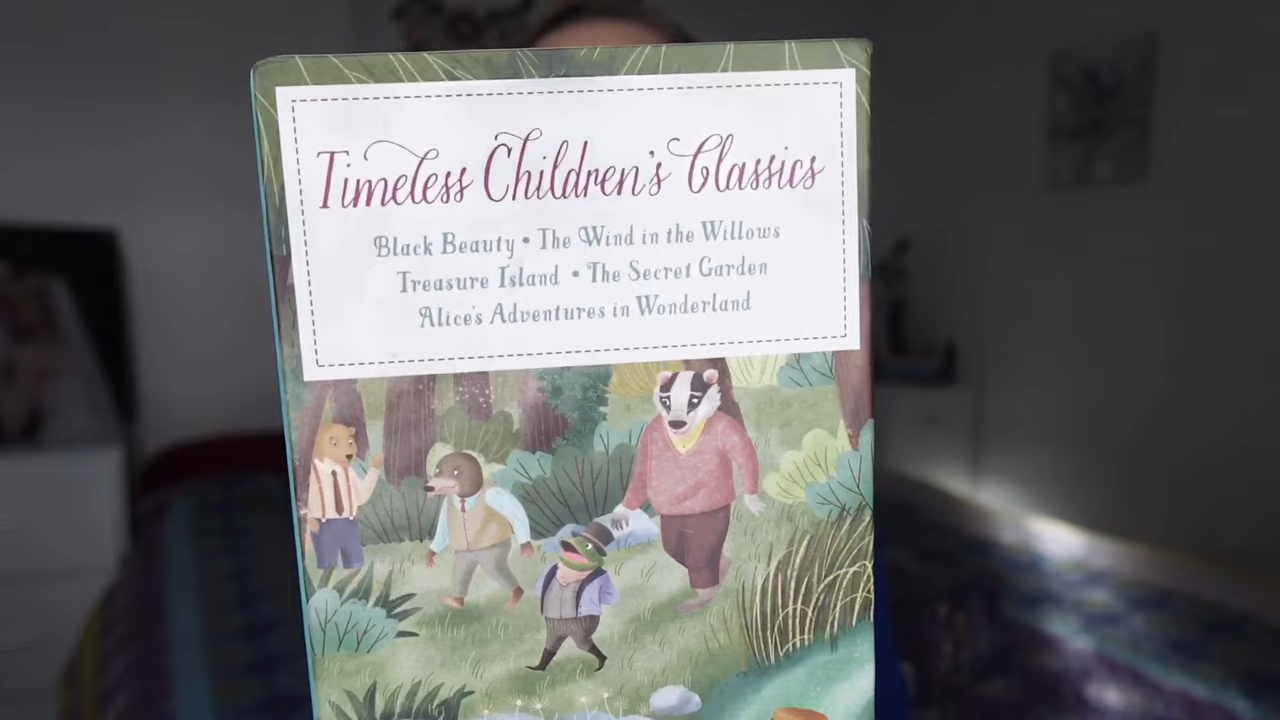 Timeless Children's Classics
Black Beauty • The Wind in the Willows
Treasure Island • The Secret Garden
Alice's Adventures in Wonderland